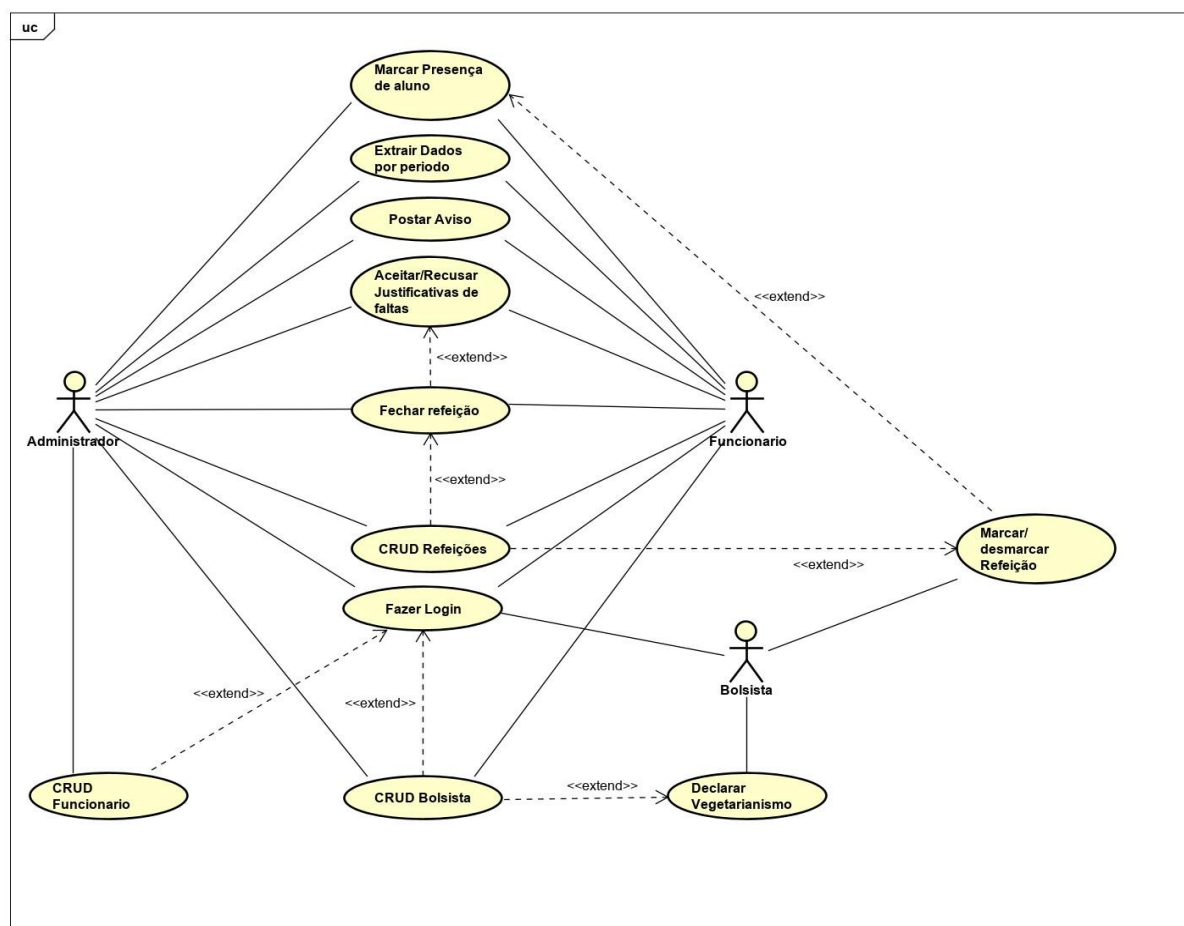 uc
Marcar Presença
de aluno
Extrair Dados
por periodo
Postar Aviso
Aceitar/Recusar
Justificativas de
faltas
<<extend>>
<<extend>>
Fechar refeição
Administrador
Funcionario
<<extend>>
CRUD Refeições
<<extend>>
Marcar/
desmarcar
Refeição
Fazer Login
Bolsista
<<extend>>
<<extend>>
CRUD
Funcionario
CRUD Bolsista
<<extend>>
Declarar
Vegetarianismo